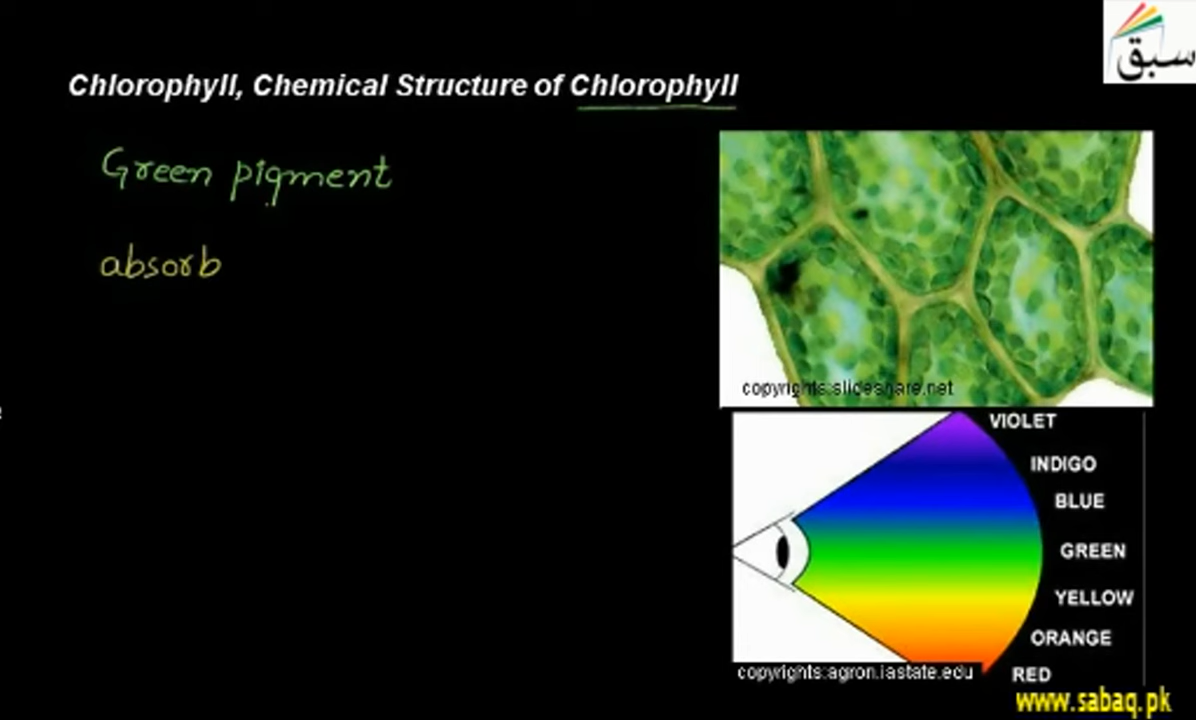 سبق
Chlorophyll, Chemical Structure of Chlorophyll
Green pigment
absorb
copyrights:slideshare.net
VIOLET
INDIGO
BLUE
GREEN
YELLOW
ORANGE
RED
copyrights:agron.iastate.edu
www.sabaq.pk